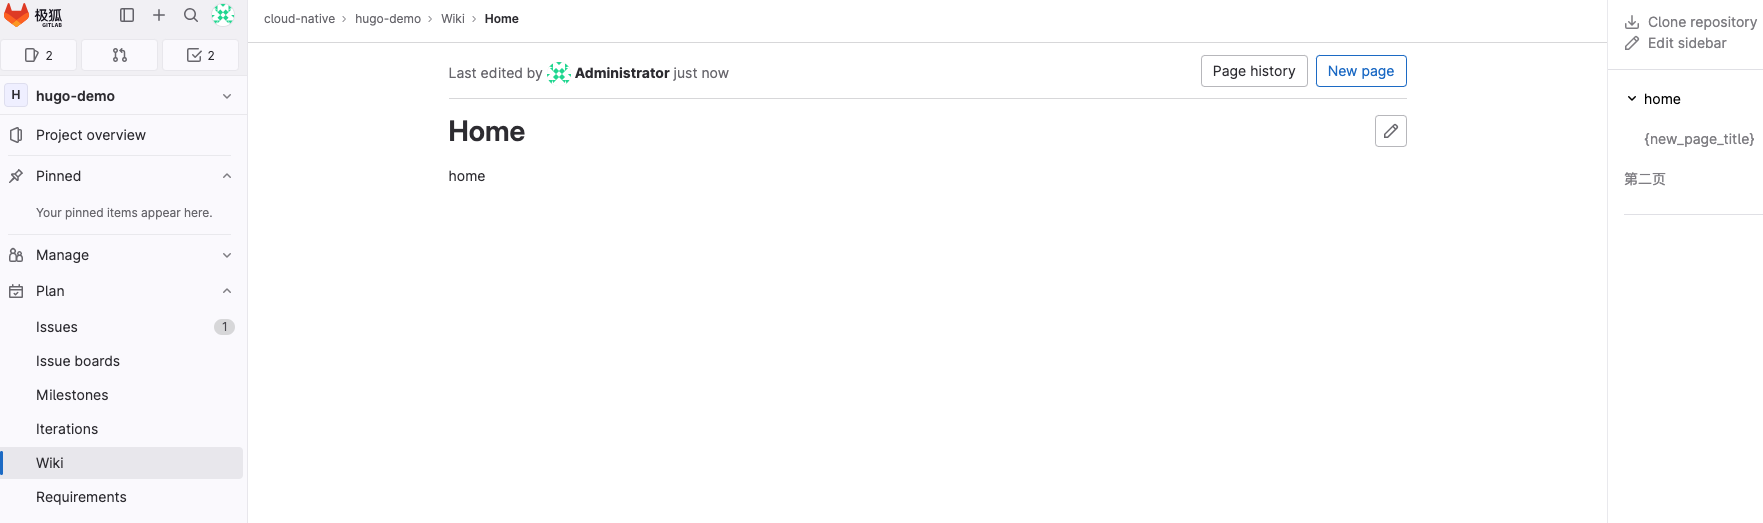 极狐
GITLAB
2
2
H hugo-demo
Project overview
Pinned
Your pinned items appear here.
Manage
Plan
Issues 1
Issue boards
Milestones
Iterations
Wiki
Requirements
cloud-native › hugo-demo › Wiki › Home
Last edited by Administrator just now
Page history
New page
Home
home
Clone repository
Edit sidebar
home
{new_page_title}
第二页